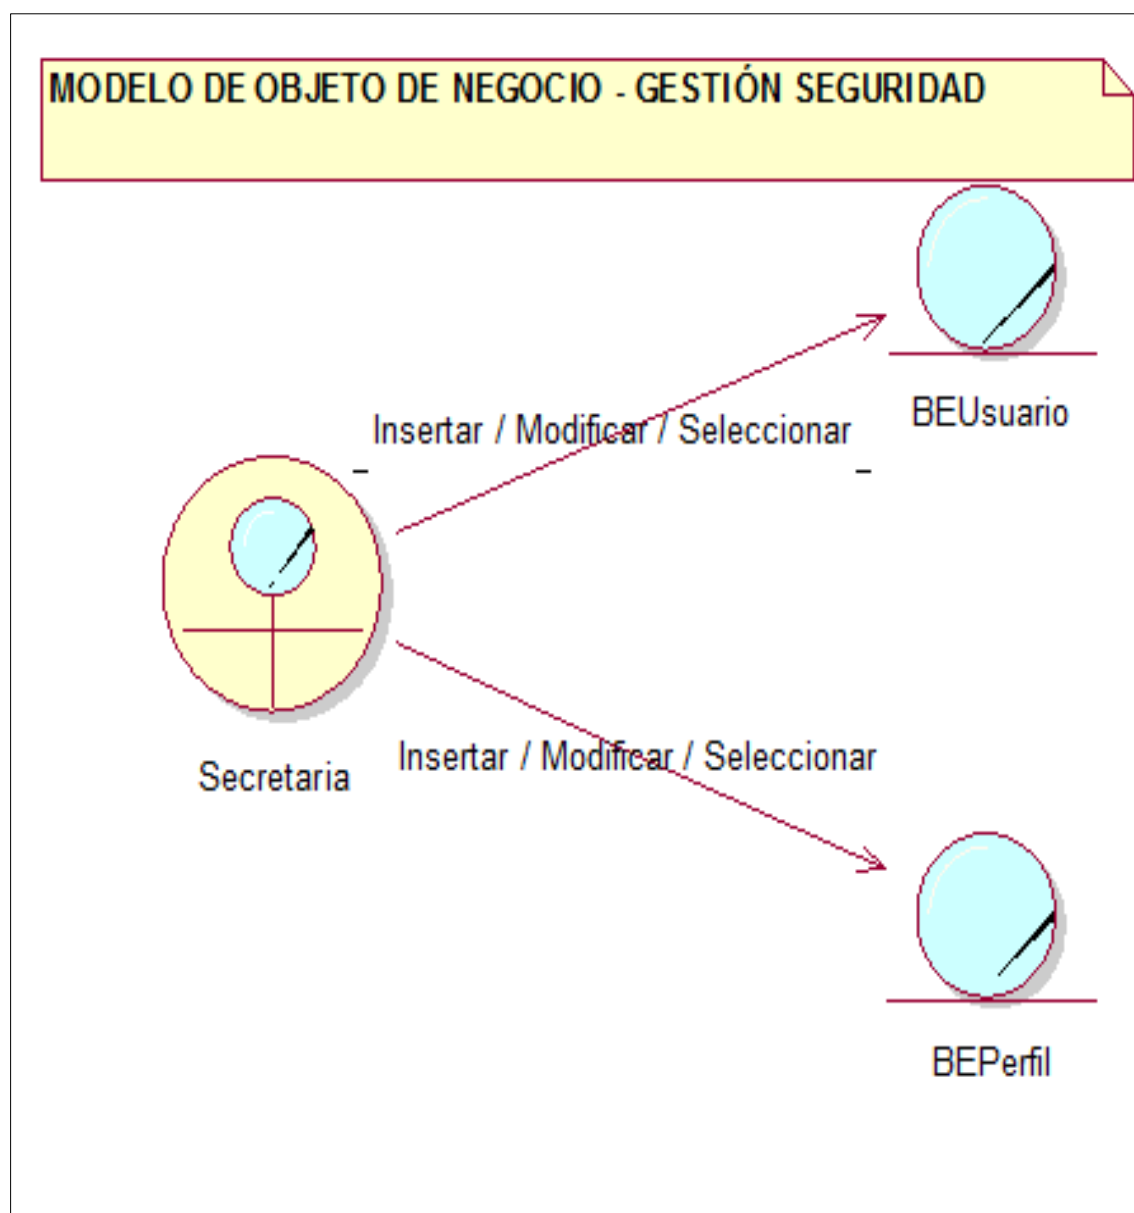 MODELO DE OBJETO DE NEGOCIO - GESTIÓN SEGURIDAD
BEUsuario
Insertar / Modificar / Seleccionar
Secretaria
Insertar / Modificar / Seleccionar
BEPerfil